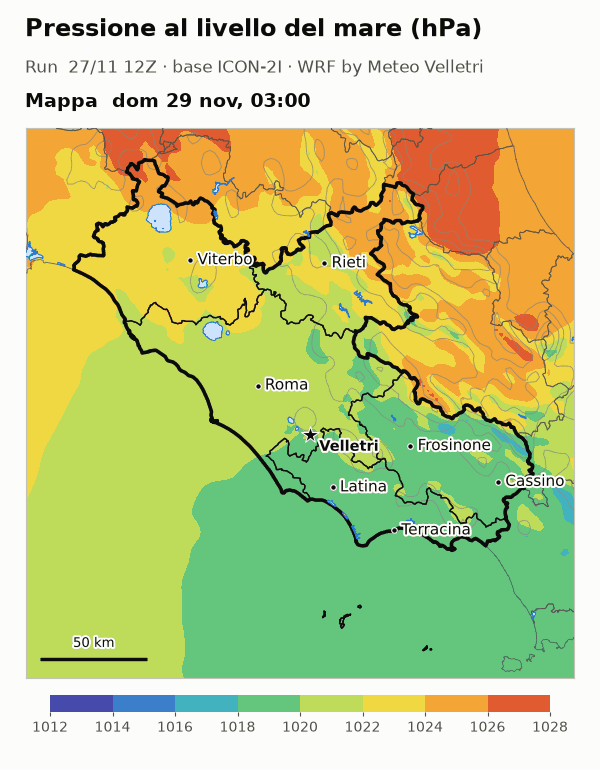 Pressione al livello del mare (hPa)
Run 27/11 12Z · base ICON-2I · WRF by Meteo Velletri
Mappa dom 29 nov, 03:00
Viterbo
Rieti
Roma
Velletri
Frosinone
Latina
Cassino
Terracina
50 km
1012 1014 1016 1018 1020 1022 1024 1026 1028